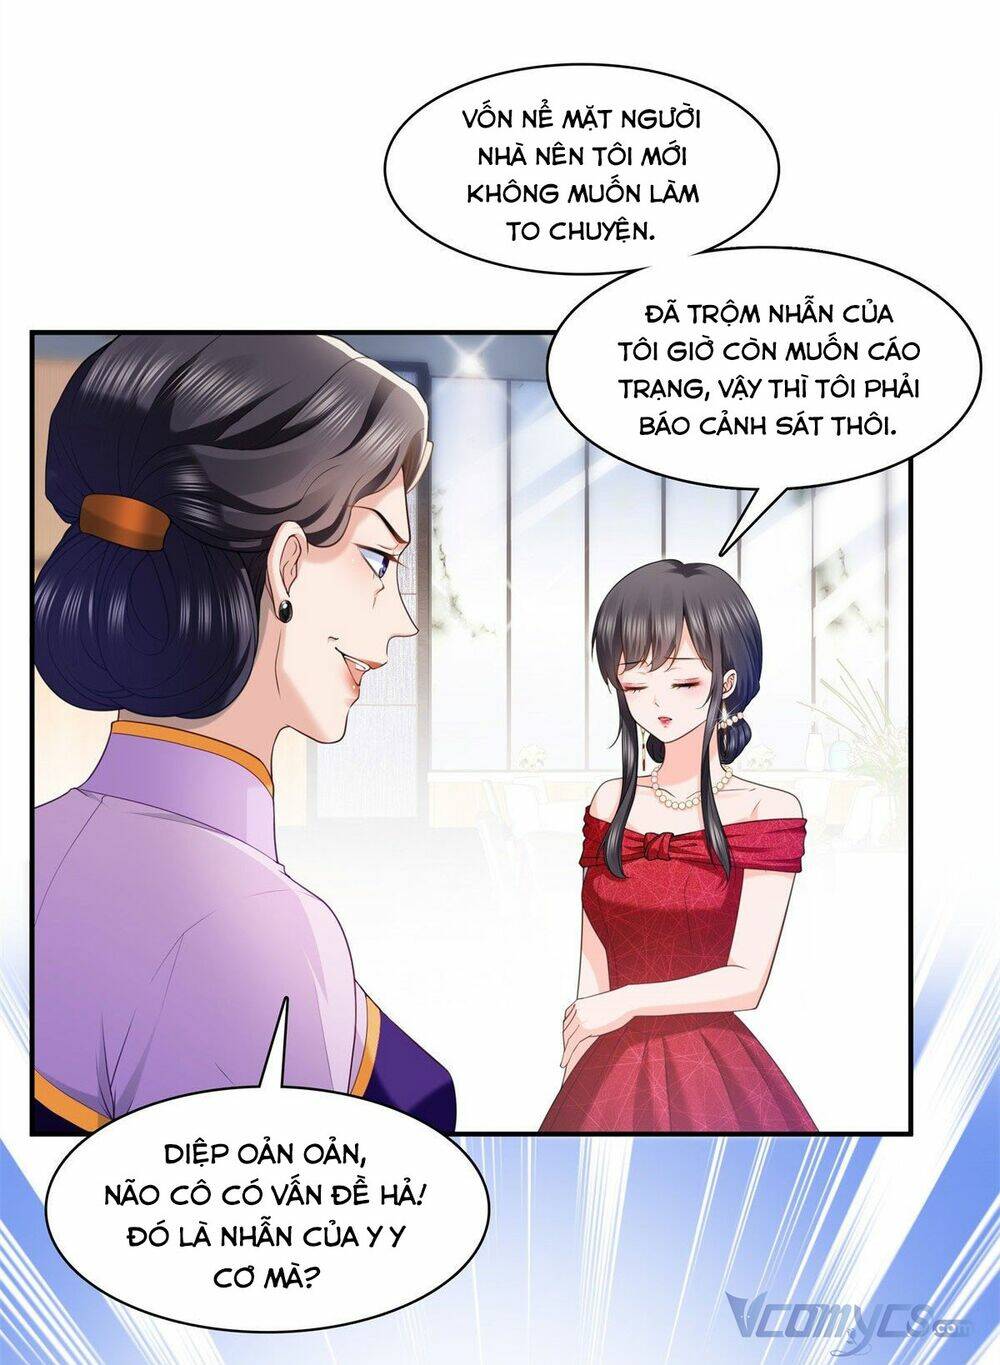 VỐN NỂ MẶT NGƯỜI
NHÀ NÊN TÔI MỚI
KHÔNG MUỐN LÀM
TO CHUYỆN.
ĐÃ TRỘM NHẪN CỦA
TÔI GIỜ CÒN MUỐN CÁO
TRẠNG, VẬY THÌ TÔI PHẢI
BÁO CẢNH SÁT THÔI.
DIỆP OẢN OẢN,
NÃO CÔ CÓ VẤN ĐỀ HẢ!
ĐÓ LÀ NHẪN CỦA Y Y
CƠ MÀ?
VCOMYCS.com